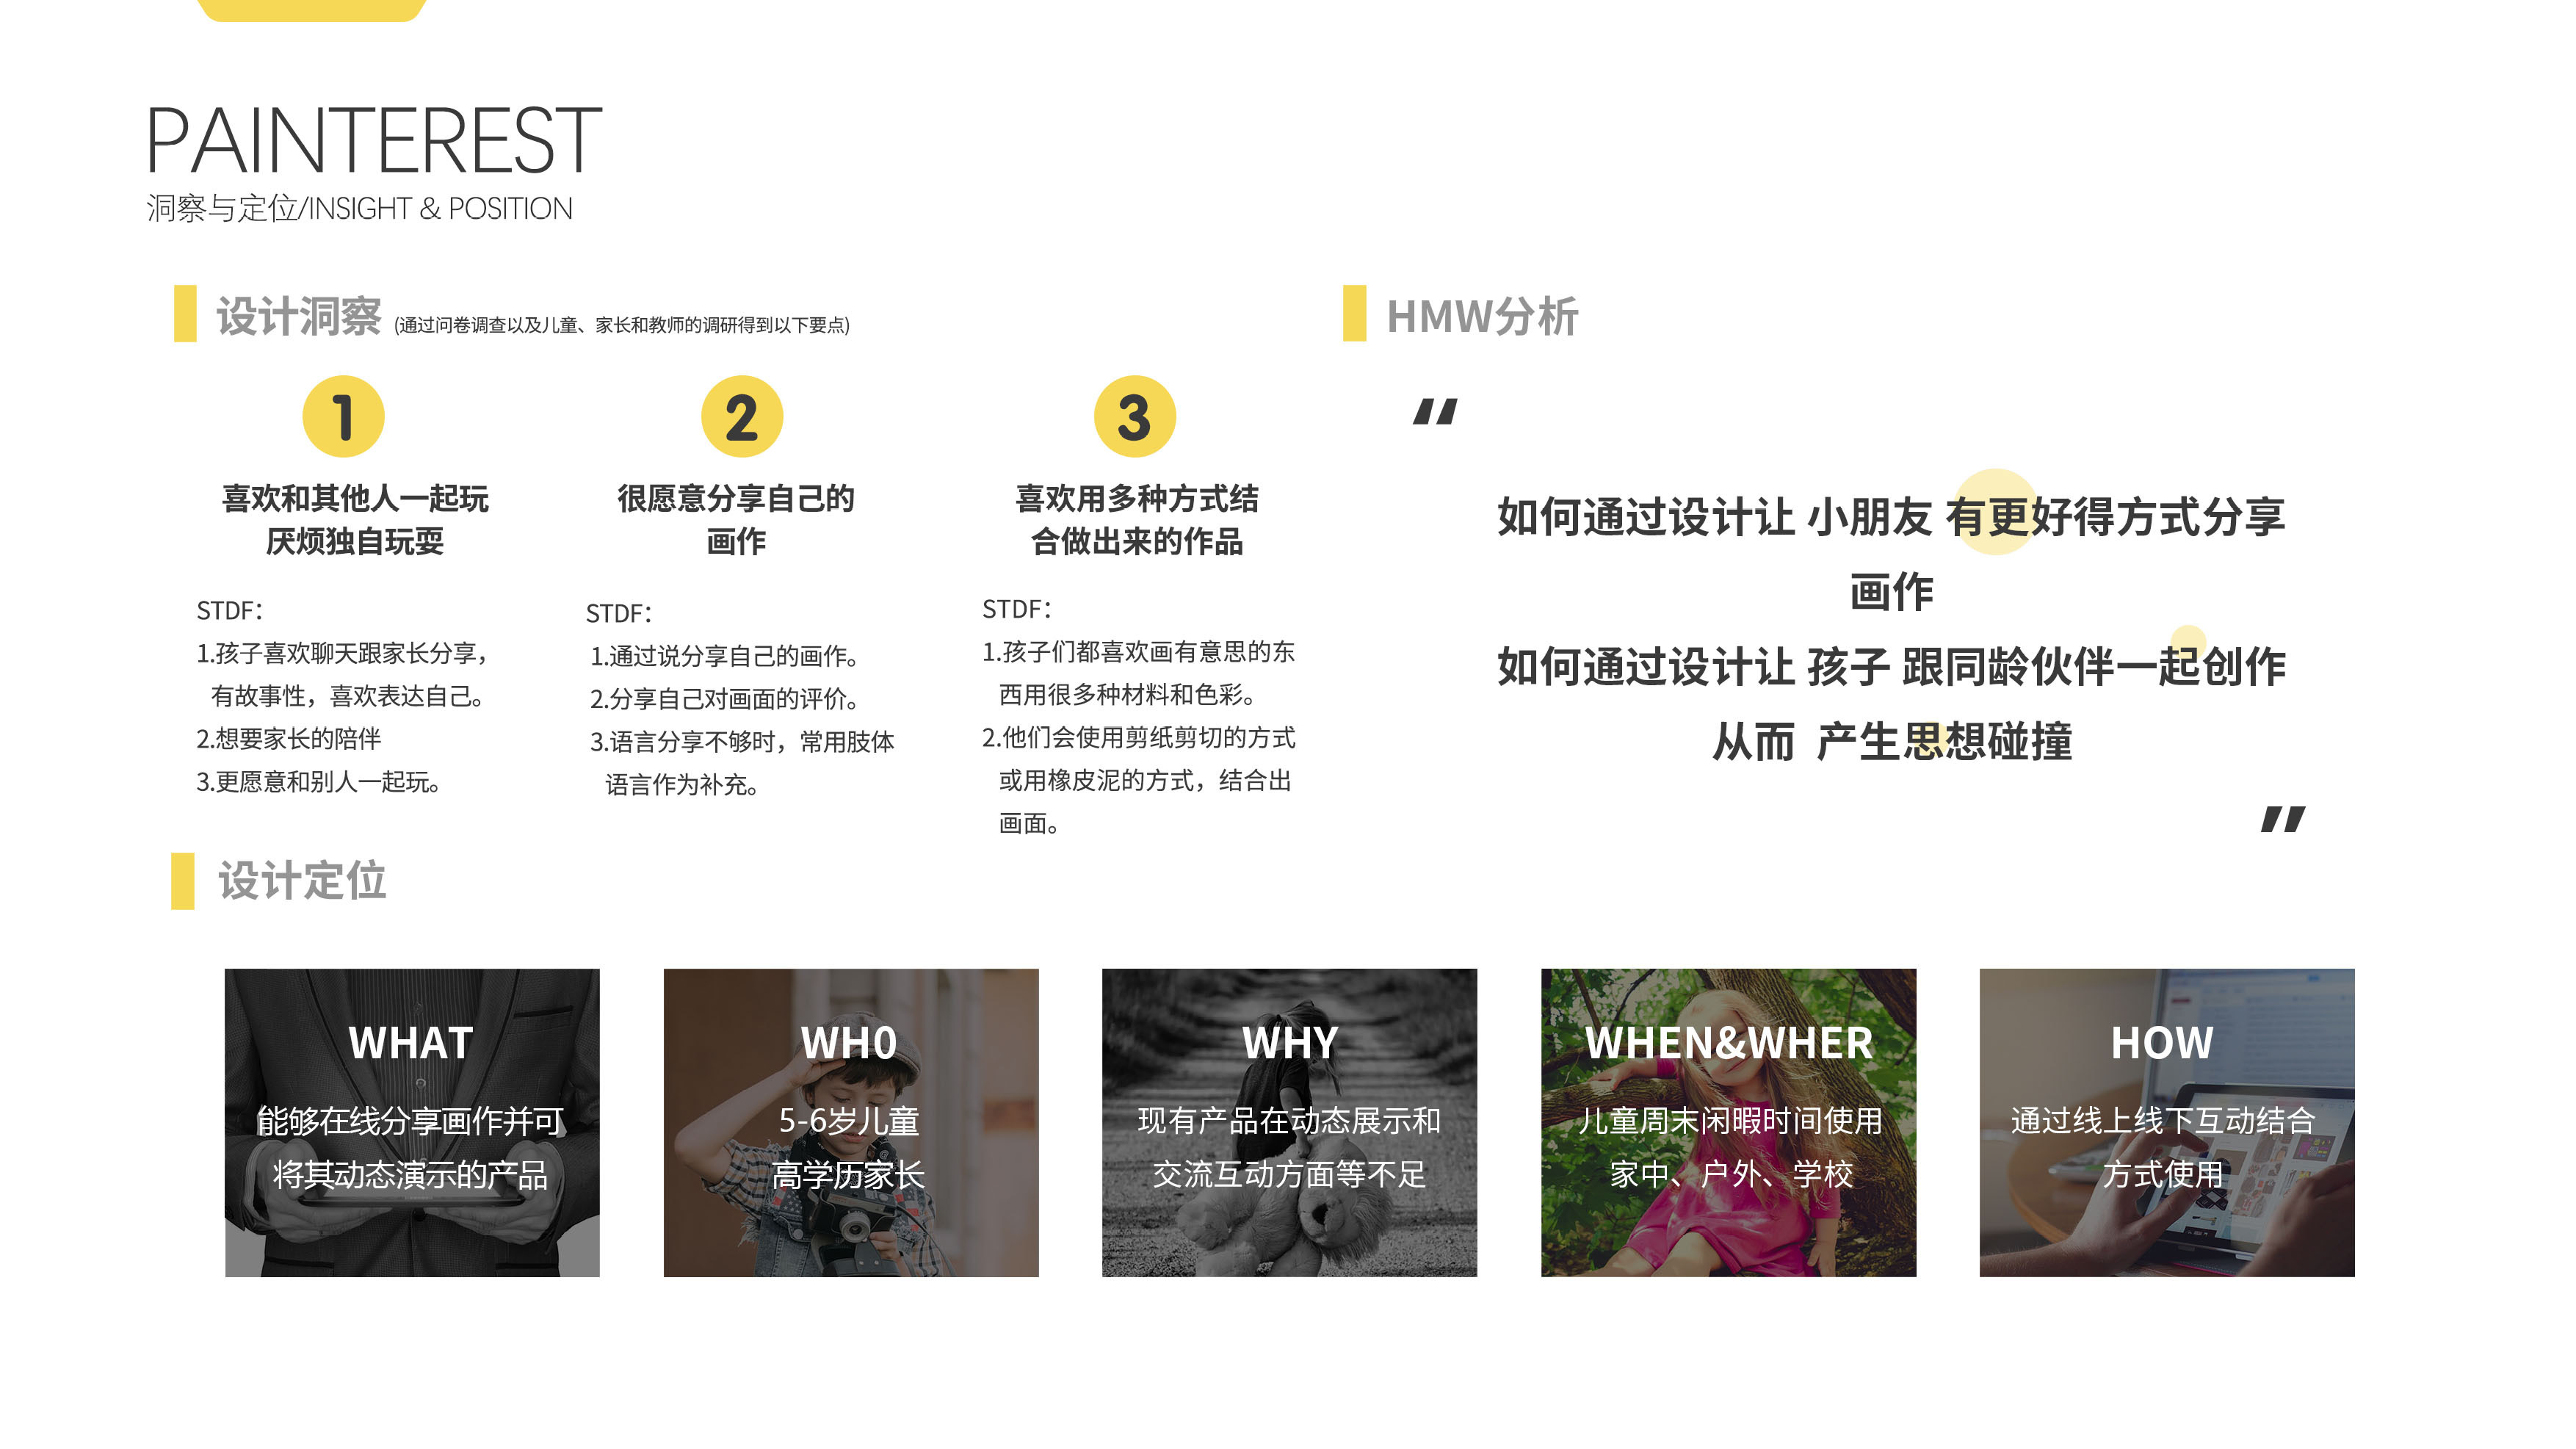 PAINTEREST
洞察与定位/INSIGHT & POSITION
设计洞察 (通过问卷调查以及儿童、家长和教师的调研得到以下要点)
1
喜欢和其他人一起玩
厌烦独自玩耍
STDF：
1.孩子喜欢聊天跟家长分享，
有故事性，喜欢表达自己。
2.想要家长的陪伴
3.更愿意和别人一起玩。
2
很愿意分享自己的
画作
STDF：
1.通过说分享自己的画作。
2.分享自己对画面的评价。
3.语言分享不够时，常用肢体
语言作为补充。
3
喜欢用多种方式结
合做出来的作品
STDF：
1.孩子们都喜欢画有意思的东
西用很多种材料和色彩。
2.他们会使用剪纸剪切的方式
或用橡皮泥的方式，结合出
画面。
HMW分析
“
如何通过设计让 小朋友 有更好得方式分享
画作
如何通过设计让 孩子 跟同龄伙伴一起创作
从而 产生思想碰撞
”
设计定位
WHAT
能够在线分享画作并可
将其动态演示的产品
WH0
5-6岁儿童
高学历家长
WHY
现有产品在动态展示和
交流互动方面等不足
WHEN&WHER
儿童周末闲暇时间使用
家中、户外、学校
HOW
通过线上线下互动结合
方式使用